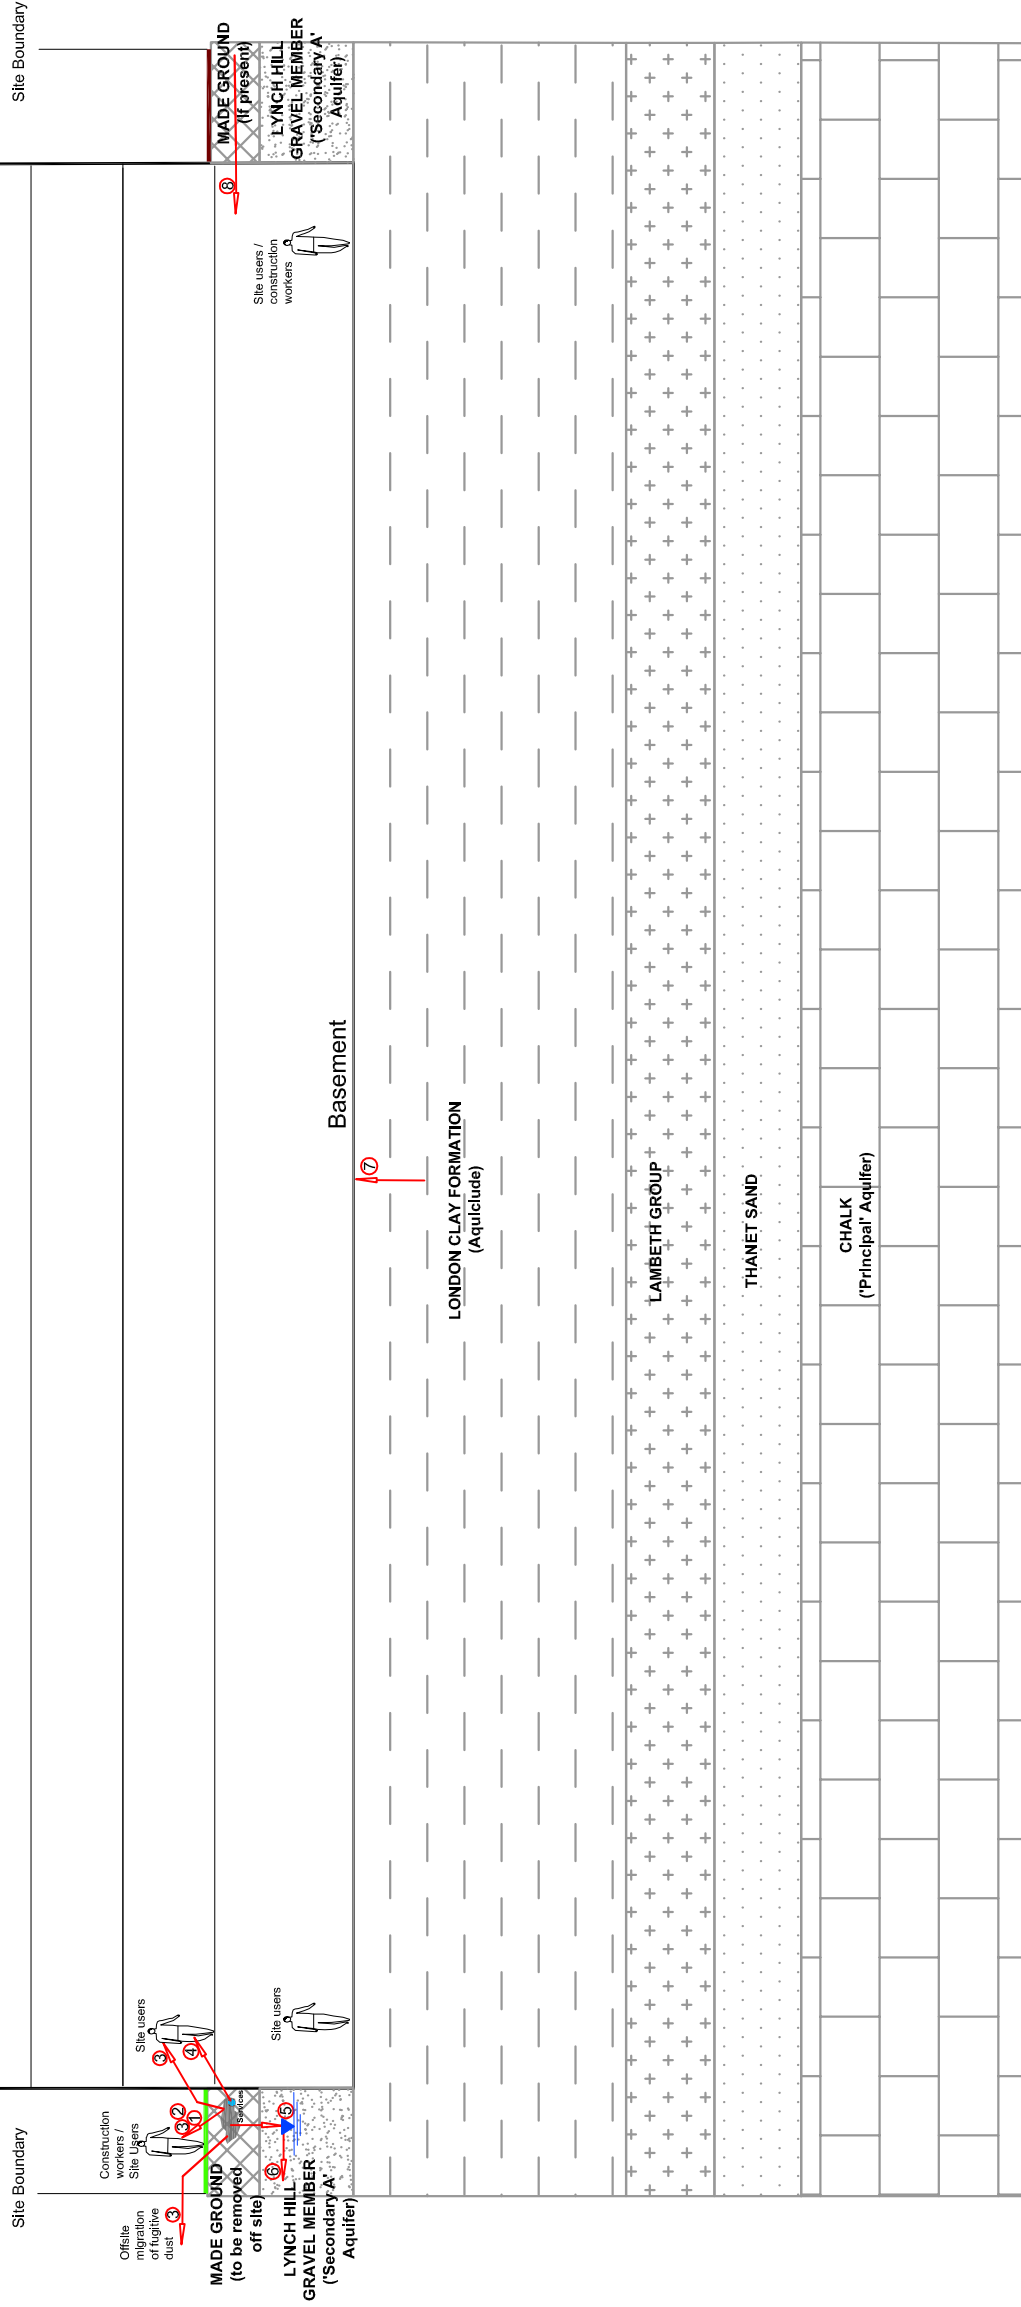 Site Boundary
Site Boundary
Construction
workers /
Site Users
Offsite
migration
of fugitive
dust
3
3
2
1
3
4
Site users
Site users
Services
5
6
MADE GROUND
(to be removed
off site)
LYNCH HILL
GRAVEL MEMBER
('Secondary A'
Aquifer)
Basement
7
8
Site users /
construction
workers
MADE GROUND
(If present)
LYNCH HILL
GRAVEL MEMBER
('Secondary A'
Aquifer)
LONDON CLAY FORMATION
(Aquiclude)
LAMBETH GROUP
THANET SAND
CHALK
('Principal' Aquifer)